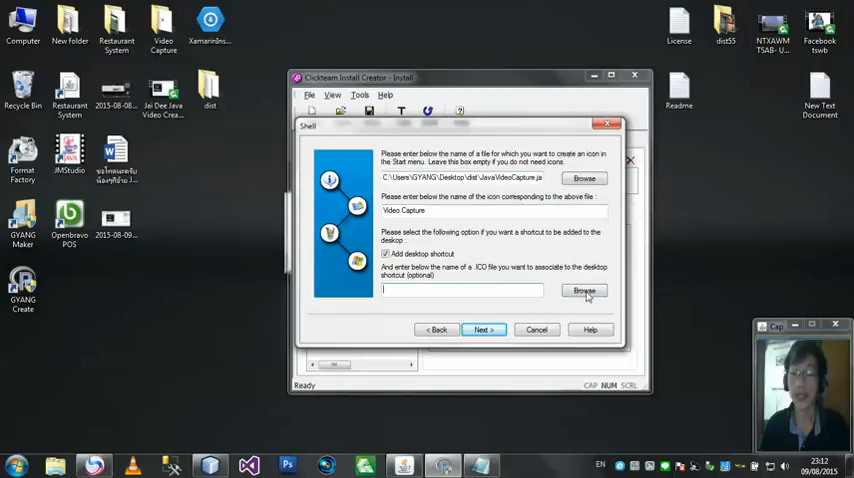 Computer
New folder
Restaurant
System
Video
Capture
XamarinIns...
License
dist55
NTXAWM
TSAB- U...
Facebook
tswb
Recycle Bin
Restaurant
System
2015-08-08...
Jai Dee Java
Video Crea...
dist
Readme
New Text
Document
Format
Factory
JMStudio
GYANG
Maker
Openbravo
POS
2015-08-09...
GYANG
Create
Clickteam Install Creator - Install
File View Tools Help
Shell
Please enter below the name of a file for which you want to create an icon in
the Start menu. Leave this box empty if you do not need icons.
C:\Users\GYANG\Desktop\dist\JavaVideoCapture.ja
Browse
Please enter below the name of the icon corresponding to the above file :
Video Capture
Please select the following option if you want a shortcut to be added to the
deskop :
Add desktop shortcut
And enter below the name of a .ICO file you want to associate to the desktop
shortcut (optional)
Browse
< Back Next > Cancel Help
Ready
CAP NUM SCRL
Cap
EN
23:12
09/08/2015